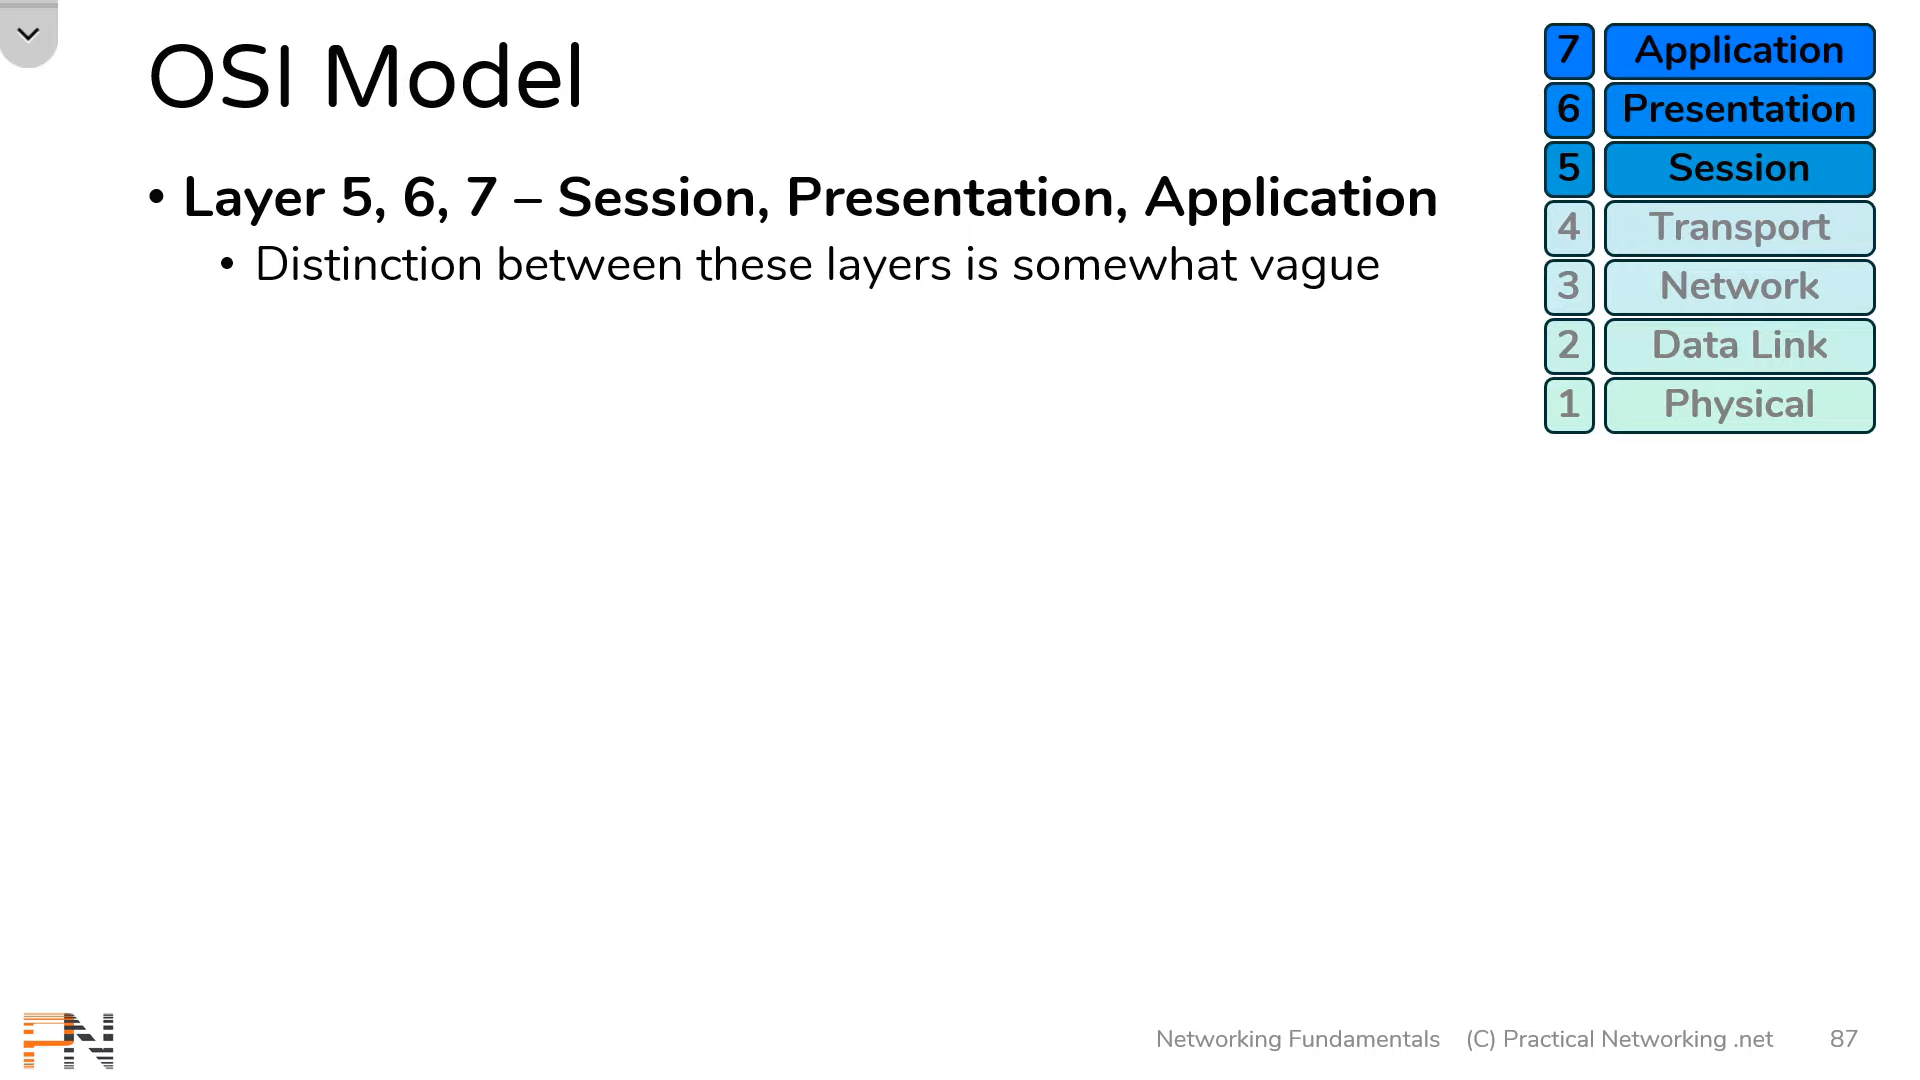 OSI Model
• Layer 5, 6, 7 – Session, Presentation, Application
• Distinction between these layers is somewhat vague
7 Application
6 Presentation
5 Session
4 Transport
3 Network
2 Data Link
1 Physical
PN
Networking Fundamentals (C) Practical Networking .net 87